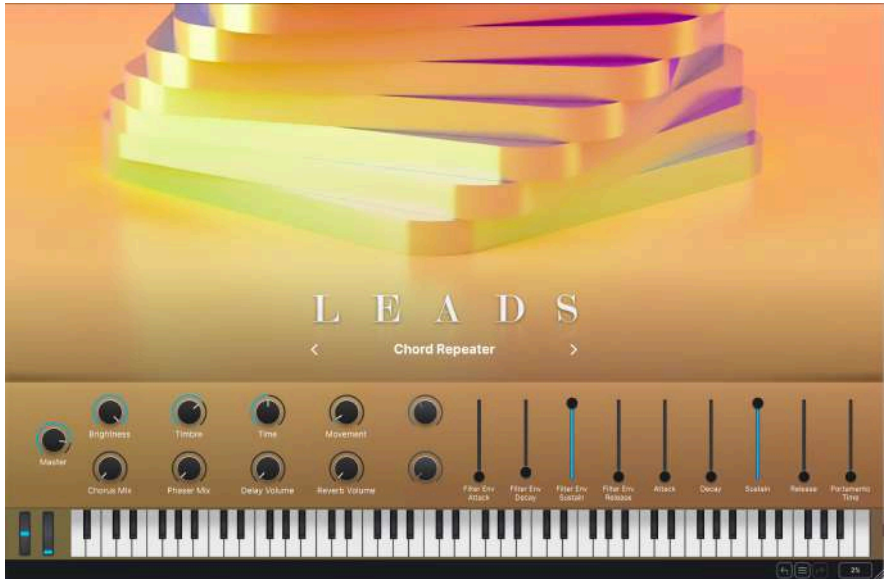 LEADS
Chord Repeater
Brightness Timbre Time Movement
Master
Chorus Mix Phaser Mix Delay Volume Reverb Volume
Filter Env Attack
Filter Env Decay
Filter Env Sustain
Filter Env Release
Attack
Decay
Sustain
Release
Portamento Time
25